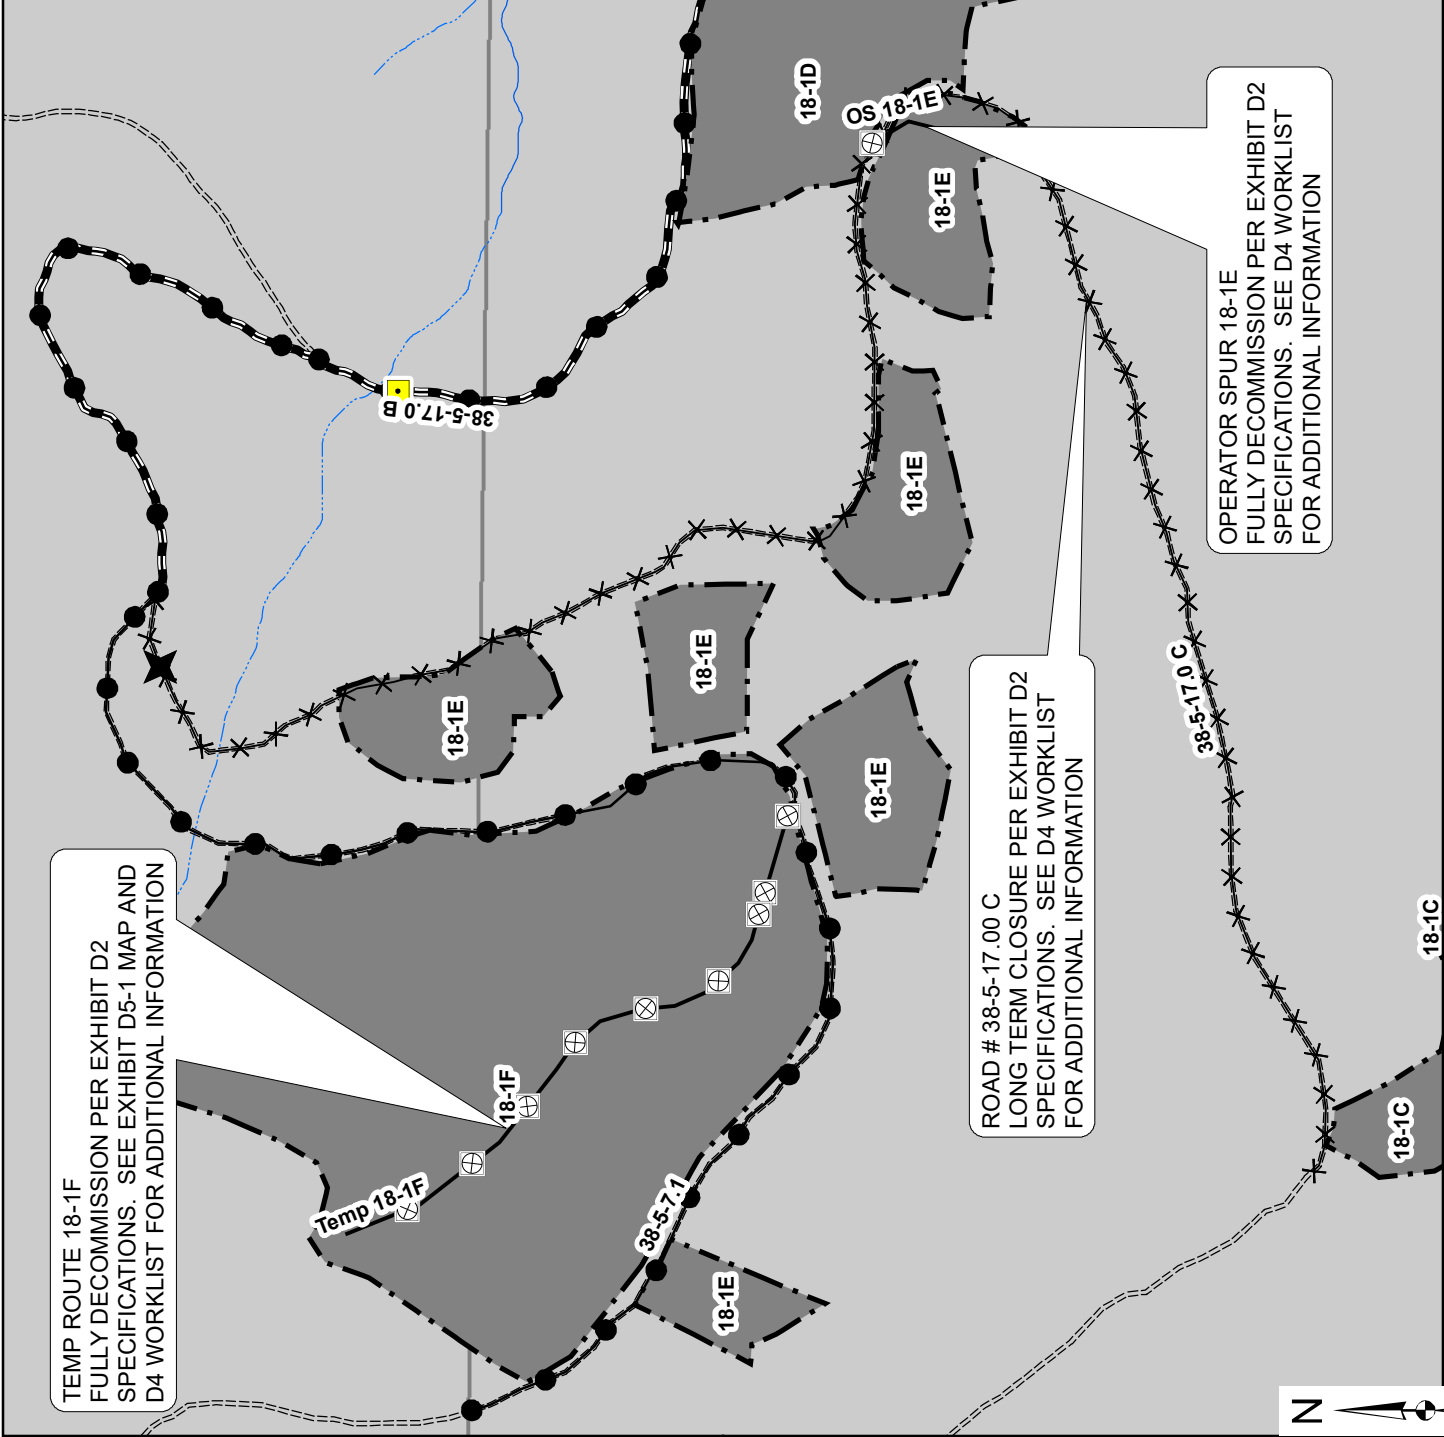 TEMP ROUTE 18-1F
FULLY DECOMMISSION PER EXHIBIT D2
SPECIFICATIONS. SEE EXHIBIT D5-1 MAP AND
D4 WORKLIST FOR ADDITIONAL INFORMATION
Temp 18-1F
18-1F
38-5-7.1
18-1E
18-1E
18-1E
18-1E
18-1E
18-1E
38-5-17.0 B
18-1D
OS 18-1E
ROAD # 38-5-17.00 C
LONG TERM CLOSURE PER EXHIBIT D2
SPECIFICATIONS. SEE D4 WORKLIST
FOR ADDITIONAL INFORMATION
OPERATOR SPUR 18-1E
FULLY DECOMMISSION PER EXHIBIT D2
SPECIFICATIONS. SEE D4 WORKLIST
FOR ADDITIONAL INFORMATION
38-5-17.0 C
18-1C
18-1C
N